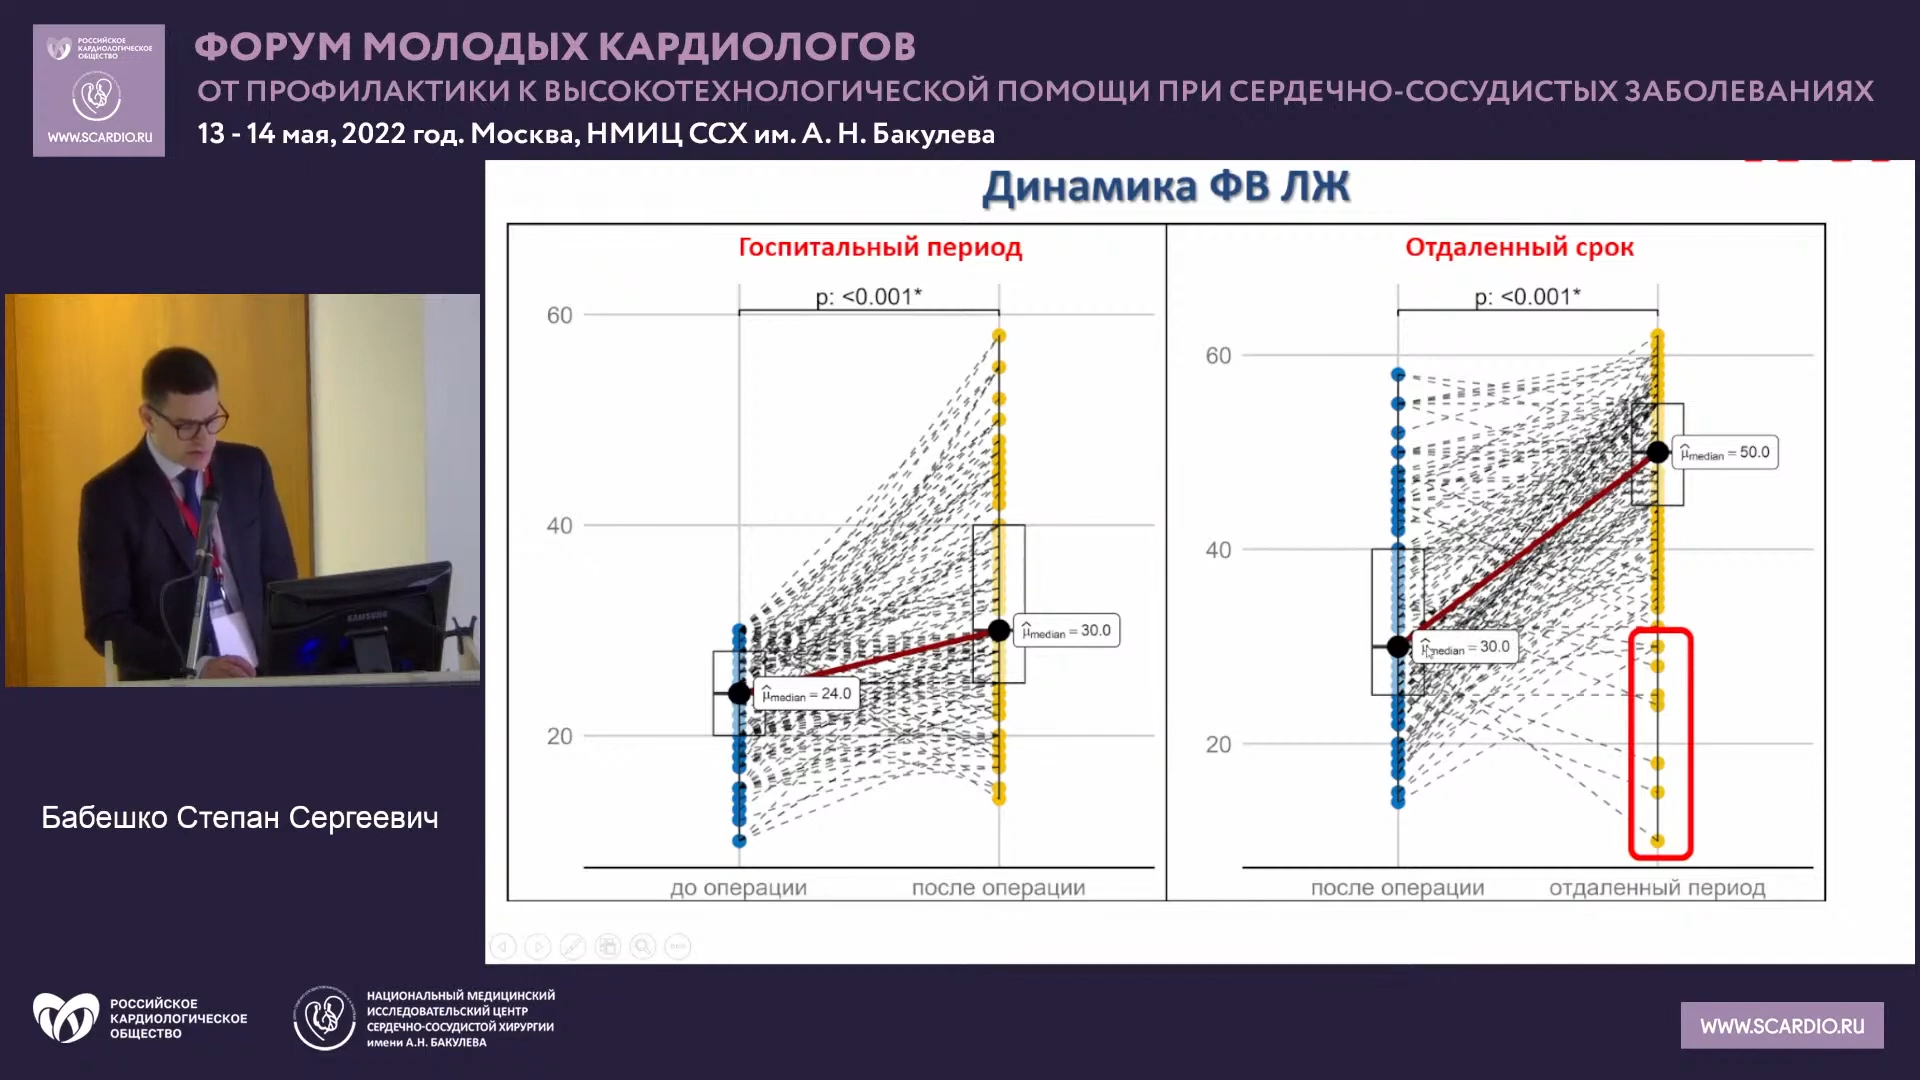 РОССИЙСКОЕ
КАРДИОЛОГИЧЕСКОЕ
ОБЩЕСТВО
WWW.SCARDIO.RU
ФОРУМ МОЛОДЫХ КАРДИОЛОГОВ
ОТ ПРОФИЛАКТИКИ К ВЫСОКОТЕХНОЛОГИЧЕСКОЙ ПОМОЩИ ПРИ СЕРДЕЧНО-СОСУДИСТЫХ ЗАБОЛЕВАНИЯХ
13 - 14 мая, 2022 год. Москва, НМИЦ ССХ им. А. Н. Бакулева
Динамика ФВ ЛЖ
Госпитальный период
p: <0.001*
60
40
20
μ̂median = 24.0
μ̂median = 30.0
до операции
после операции
Отдаленный срок
p: <0.001*
60
40
20
μ̂median = 30.0
μ̂median = 50.0
после операции
отдаленный период
SAMSUNG
Бабешко Степан Сергеевич
РОССИЙСКОЕ
КАРДИОЛОГИЧЕСКОЕ
ОБЩЕСТВО
НАЦИОНАЛЬНЫЙ МЕДИЦИНСКИЙ
ИССЛЕДОВАТЕЛЬСКИЙ ЦЕНТР
СЕРДЕЧНО-СОСУДИСТОЙ ХИРУРГИИ
имени А.Н. БАКУЛЕВА
WWW.SCARDIO.RU